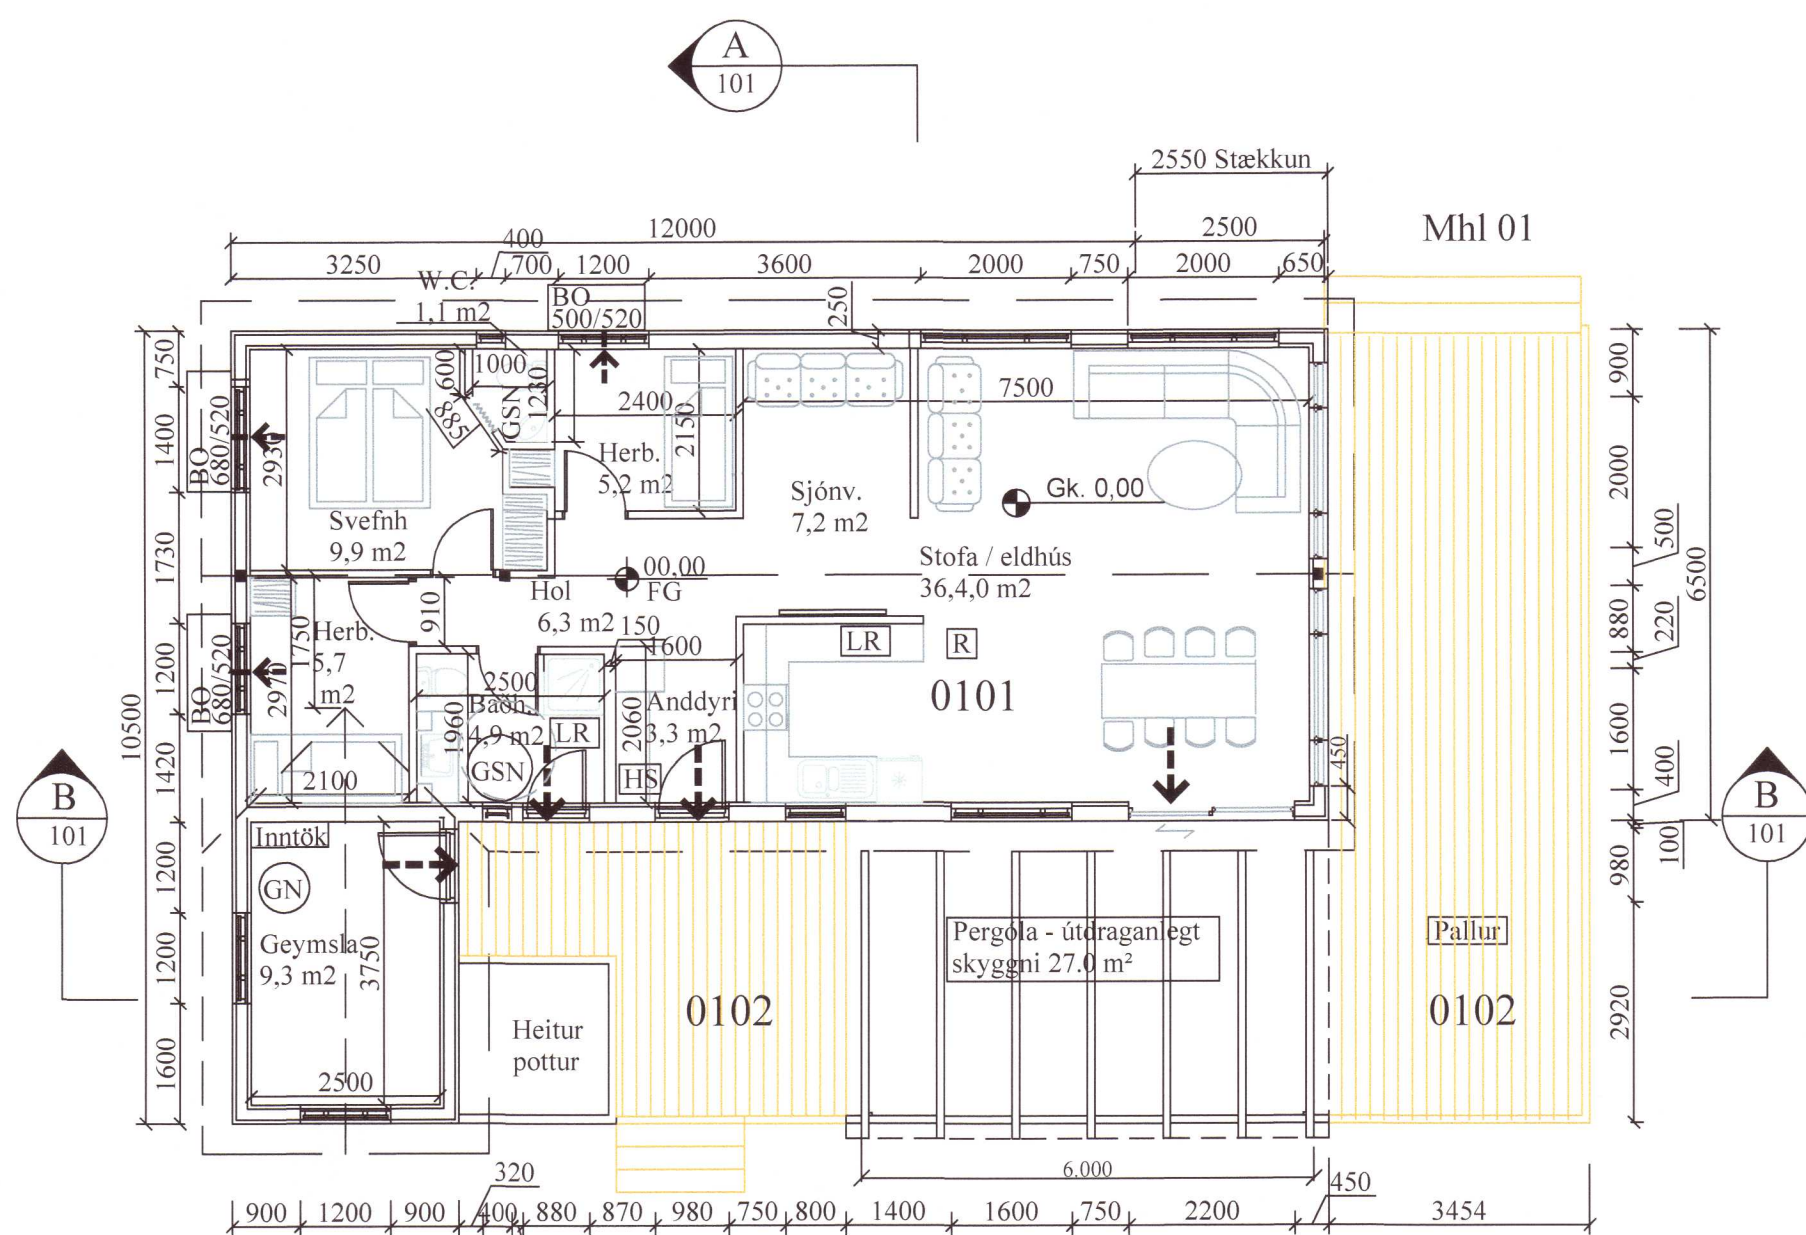 A
101
2550 Stækkun
Mhl 01
12000
2500
400
3250
700
1200
3600
2000
750
2000
650
W.C.
1,1 m2
BO
500/520
250
750
1400
1730
1200
1420
1200
1200
1600
10500
BO
680/520
BO
680/520
2930
600
1000
885
GSN
1230
2400
2150
7500
Herb.
5,2 m2
Svefnh
9,9 m2
Sjónv.
7,2 m2
Gk. 0,00
Stofa / eldhús
36,4,0 m2
00,00
FG
Hol
6,3 m2
910
150
1600
1750
Herb.
5,7
m2
2970
2100
2500
Baðh.
4,9 m2
1960
LR
GSN
2060
Anddyri
3,3 m2
HS
LR
R
0101
450
900
2000
500
880
220
1600
400
100
980
2920
6500
B
101
B
101
Inntök
GN
Geymsla
9,3 m2
3750
2500
Heitur
pottur
0102
Pergóla - útdraganlegt
skyggni 27.0 m²
Pallur
0102
6,000
320
450
900
1200
900
400
880
870
980
750
800
1400
1600
750
2200
3454